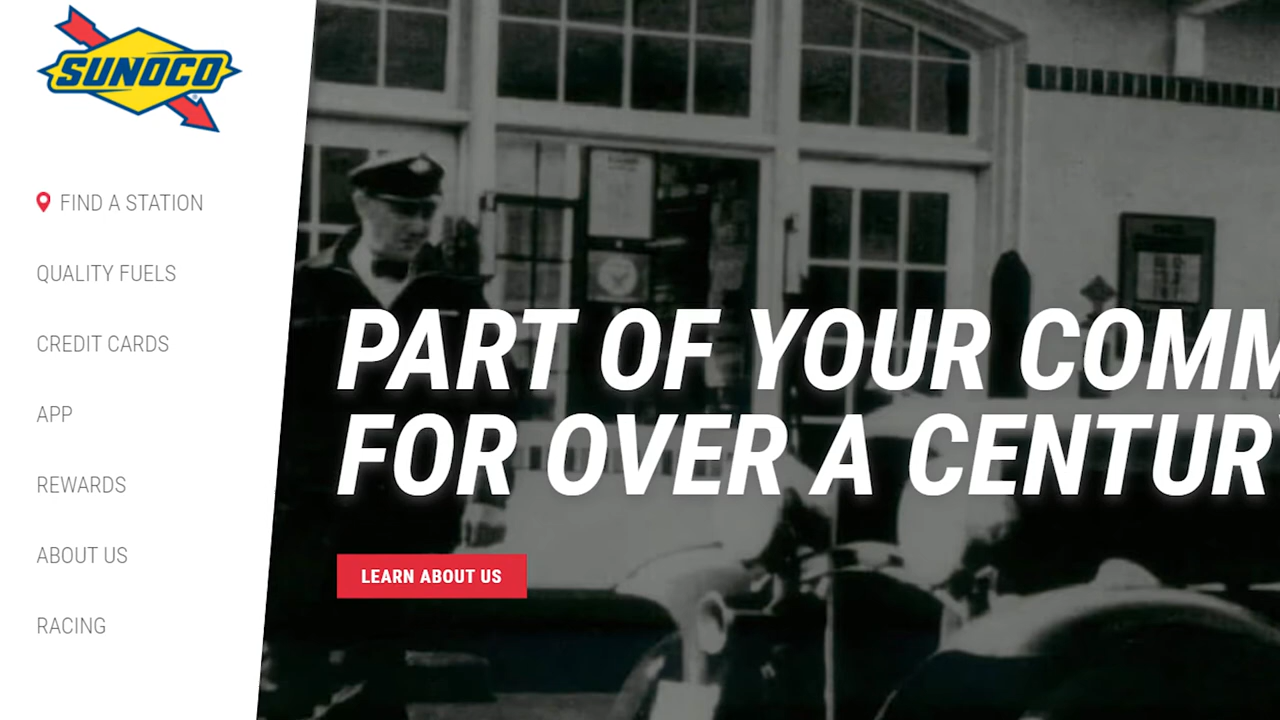 SUNOCO
FIND A STATION
QUALITY FUELS
CREDIT CARDS
APP
REWARDS
ABOUT US
RACING
PART OF YOUR COMM
FOR OVER A CENTUR
LEARN ABOUT US